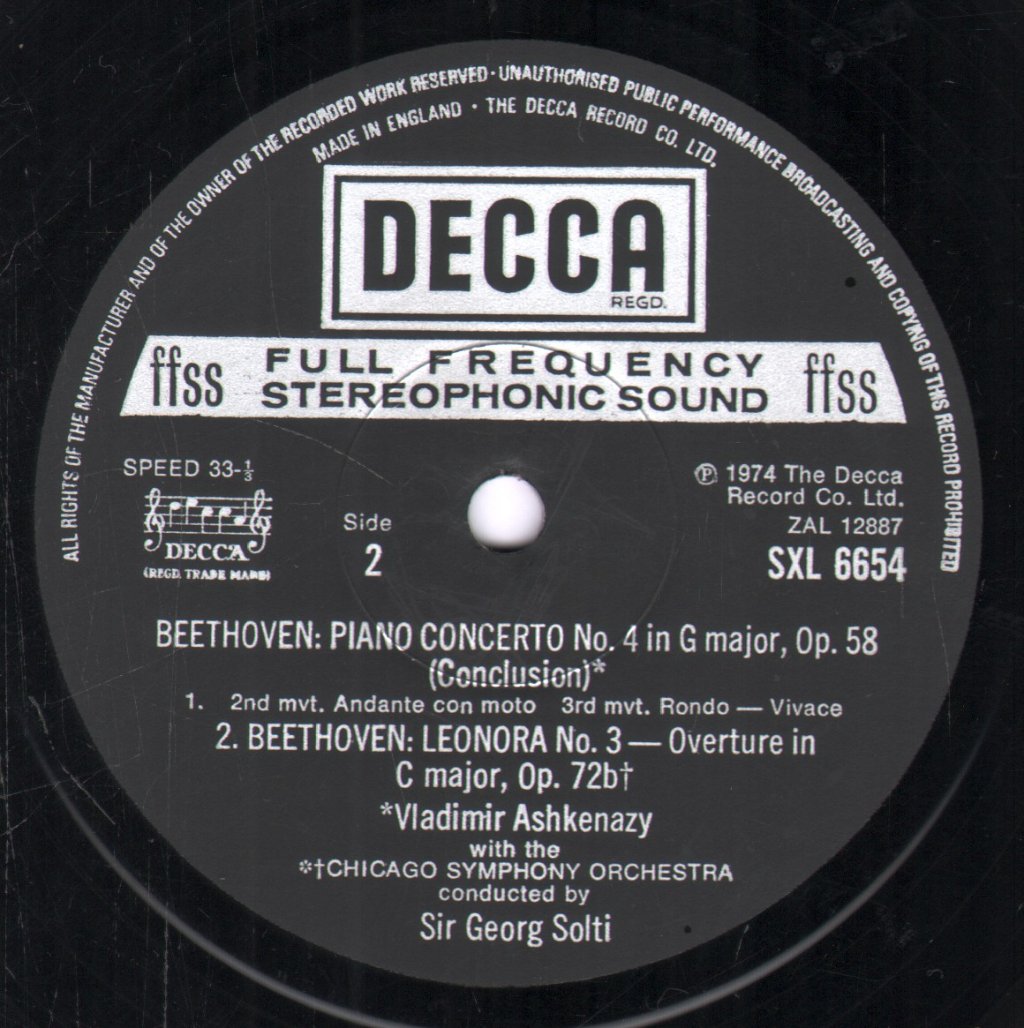 ALL RIGHTS OF THE MANUFACTURER AND OF THE OWNER OF THE RECORDED WORK RESERVED · UNAUTHORISED PUBLIC PERFORMANCE BROADCASTING AND COPYING OF THIS RECORD PROHIBITED
MADE IN ENGLAND · THE DECCA RECORD CO. LTD.
DECCA
REGD.
ffss FULL FREQUENCY ffss
STEREOPHONIC SOUND
SPEED 33-⅓
DECCA
(REGD. TRADE MARK)
Side
2
℗ 1974 The Decca
Record Co. Ltd.
ZAL 12887
SXL 6654
BEETHOVEN: PIANO CONCERTO No. 4 in G major, Op. 58
(Conclusion)*
1. 2nd mvt. Andante con moto 3rd mvt. Rondo — Vivace
2. BEETHOVEN: LEONORA No. 3 — Overture in
C major, Op. 72b†
*Vladimir Ashkenazy
with the
*†CHICAGO SYMPHONY ORCHESTRA
conducted by
Sir Georg Solti